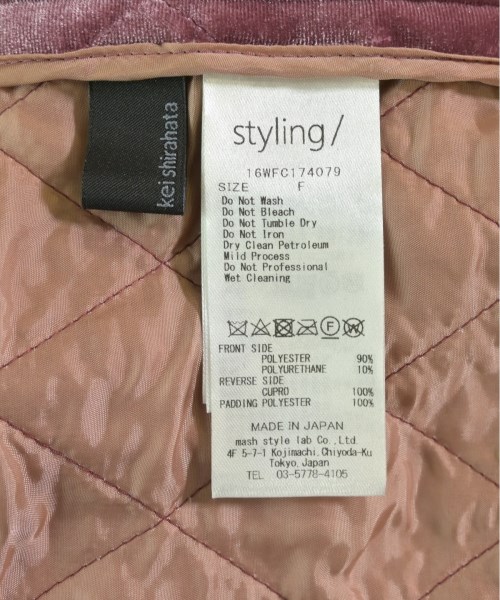 kei shirahata
styling/
16WFC174079
SIZE F
Do Not Wash
Do Not Bleach
Do Not Tumble Dry
Do Not Iron
Dry Clean Petroleum
Mild Process
Do Not Professional
Wet Cleaning
F W
FRONT SIDE
POLYESTER 90%
POLYURETHANE 10%
REVERSE SIDE
CUPRO 100%
PADDING POLYESTER 100%
MADE IN JAPAN
mash style lab Co., Ltd.
4F 5-7-1 Kojimachi, Chiyoda-Ku
Tokyo, Japan
TEL 03-5778-4105